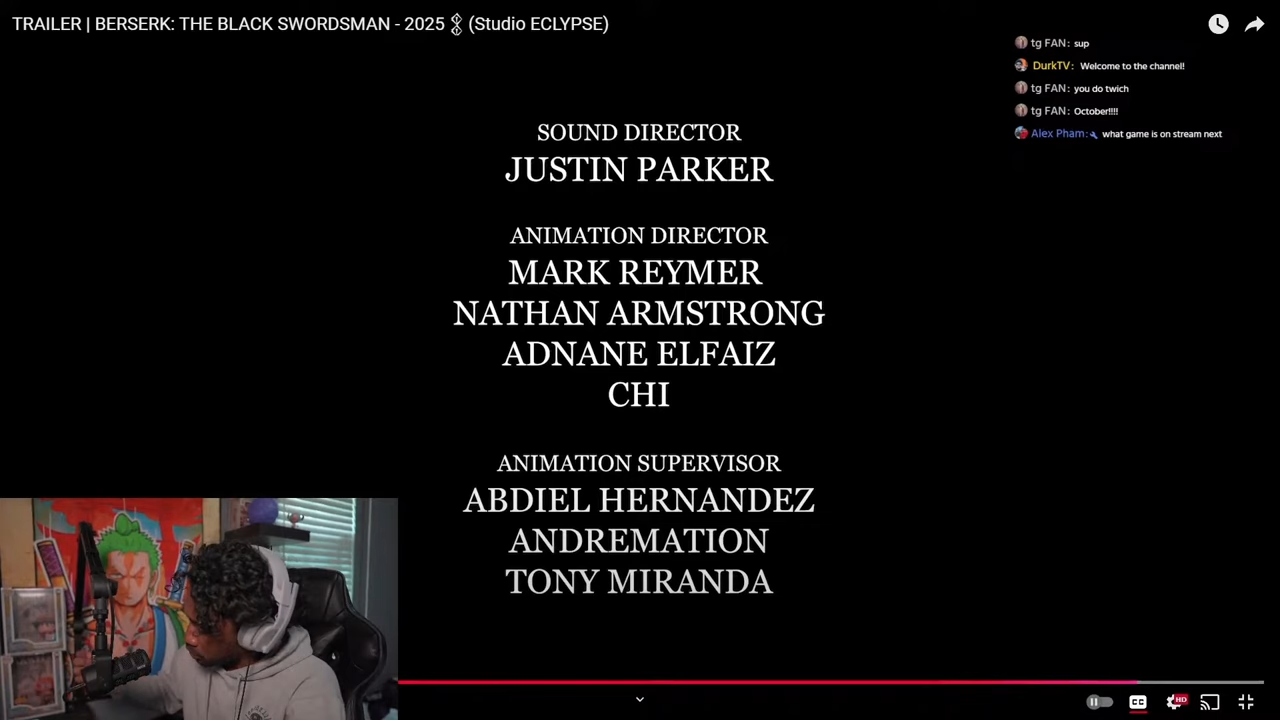 TRAILER | BERSERK: THE BLACK SWORDSMAN - 2025 (Studio ECLYPSE)
tg FAN: sup
DurkTV: Welcome to the channel!
tg FAN: you do twich
tg FAN: October!!!!
Alex Pham: what game is on stream next
SOUND DIRECTOR
JUSTIN PARKER
ANIMATION DIRECTOR
MARK REYMER
NATHAN ARMSTRONG
ADNANE ELFAIZ
CHI
ANIMATION SUPERVISOR
ABDIEL HERNANDEZ
ANDREMATION
TONY MIRANDA
CC
HD